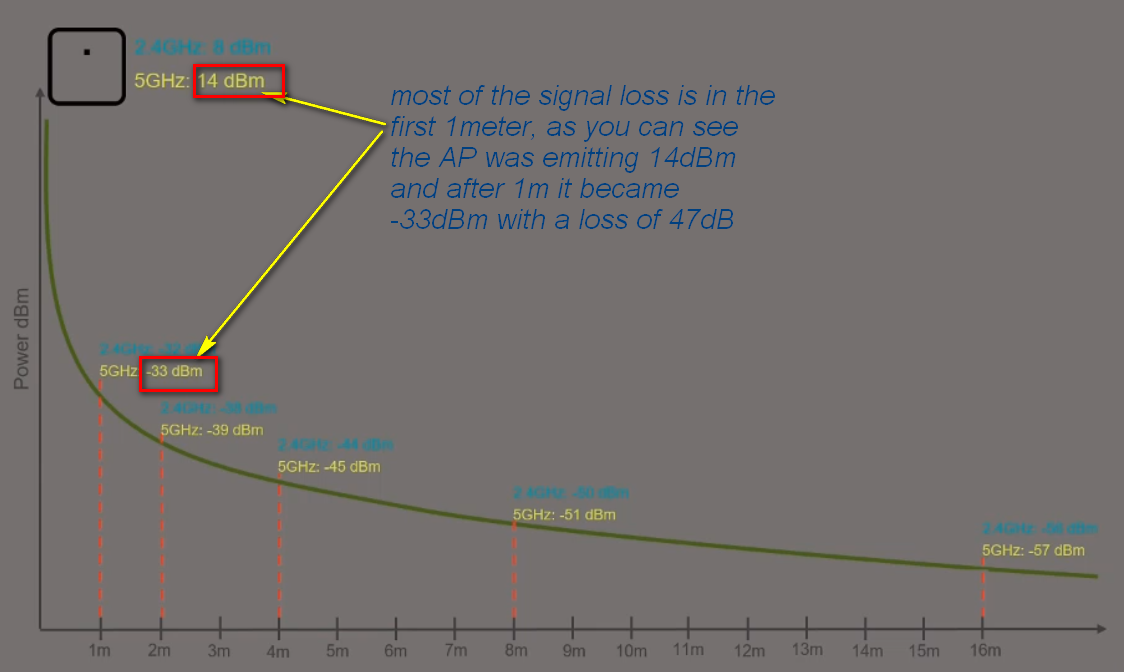 2.4GHz: 8 dBm
5GHz: 14 dBm
most of the signal loss is in the
first 1meter, as you can see
the AP was emitting 14dBm
and after 1m it became
-33dBm with a loss of 47dB
Power dBm
2.4GHz: -32 dBm
5GHz: -33 dBm
2.4GHz: -38 dBm
5GHz: -39 dBm
2.4GHz: -44 dBm
5GHz: -45 dBm
2.4GHz: -50 dBm
5GHz: -51 dBm
2.4GHz: -56 dBm
5GHz: -57 dBm
1m 2m 3m 4m 5m 6m 7m 8m 9m 10m 11m 12m 13m 14m 15m 16m